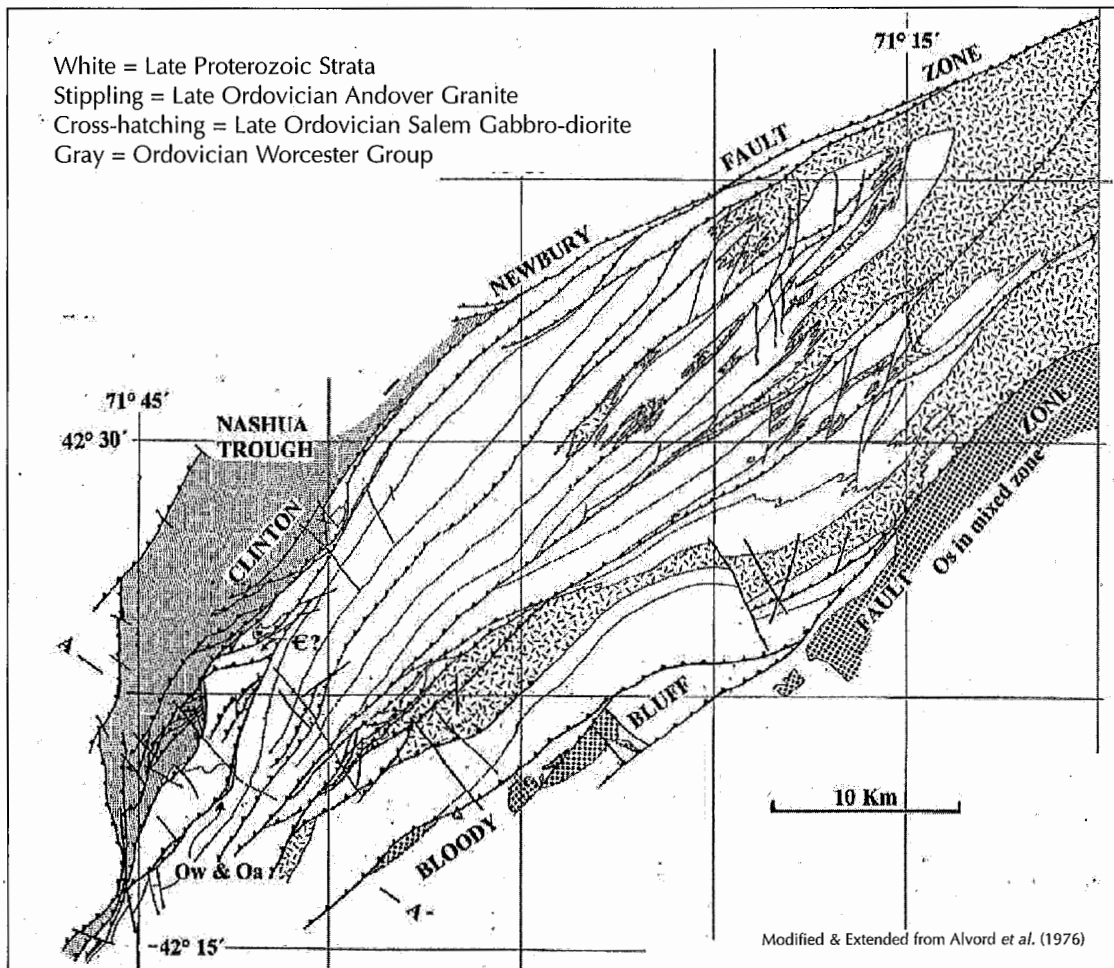 White = Late Proterozoic Strata
Stippling = Late Ordovician Andover Granite
Cross-hatching = Late Ordovician Salem Gabbro-diorite
Gray = Ordovician Worcester Group
71° 15′
ZONE
FAULT
NEWBURY
71° 45′
42° 30′
NASHUA
TROUGH
CLINTON
ZONE
Os in mixed zone
FAULT
A
€?
BLUFF
10 Km
BLOODY
Ow & Oa
A-
42° 15′
Modified & Extended from Alvord et al. (1976)